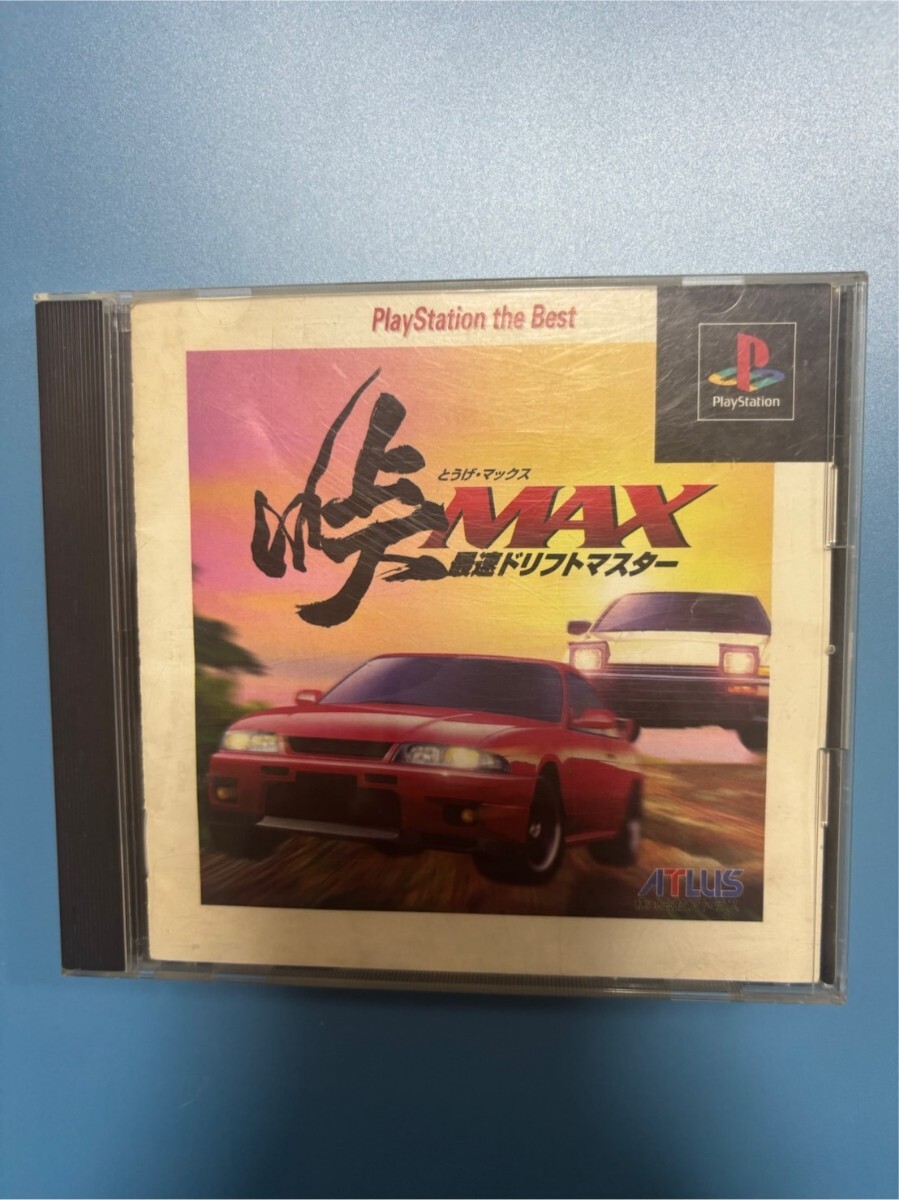 PlayStation the Best
PlayStation
とうげ・マックス
峠MAX
最速ドリフトマスター
ATLUS